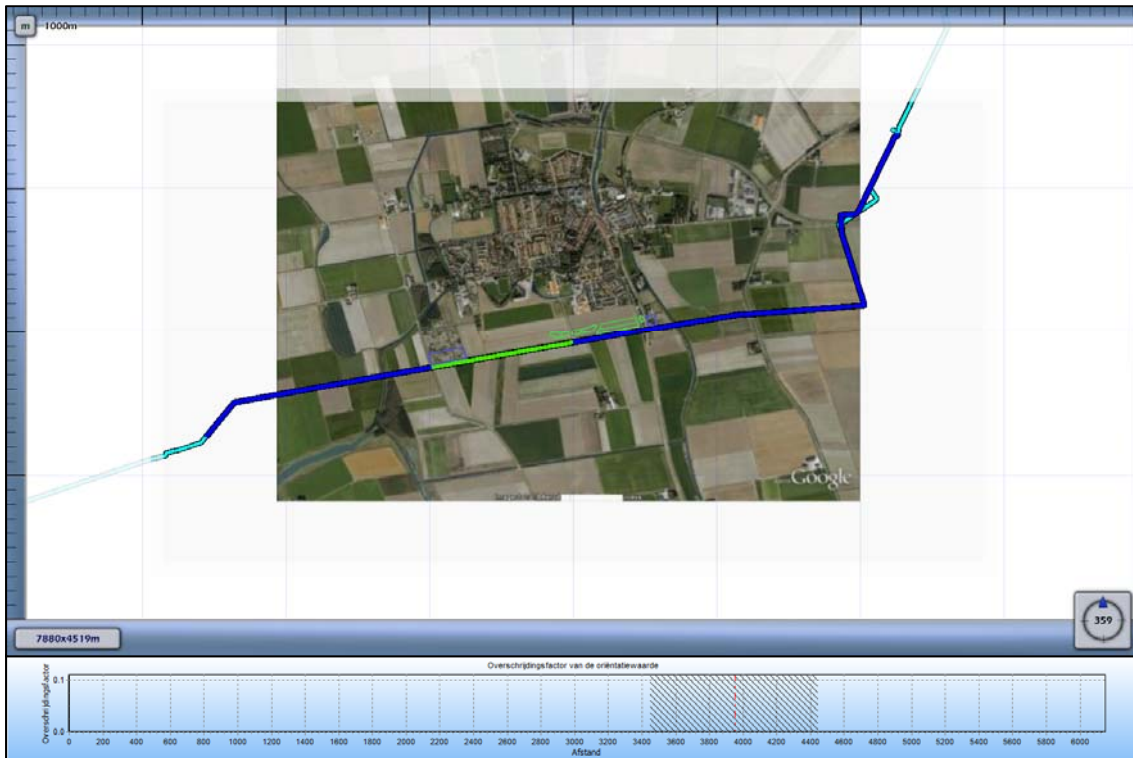 m 1000m
Google
7880x4519m
359
Overschrijdingsfactor van de oriëntatiewaarde
Overschrijdingsfactor
0.1
0.0
0 200 400 600 800 1000 1200 1400 1600 1800 2000 2200 2400 2600 2800 3000 3200 3400 3600 3800 4000 4200 4400 4600 4800 5000 5200 5400 5600 5800 6000
Afstand